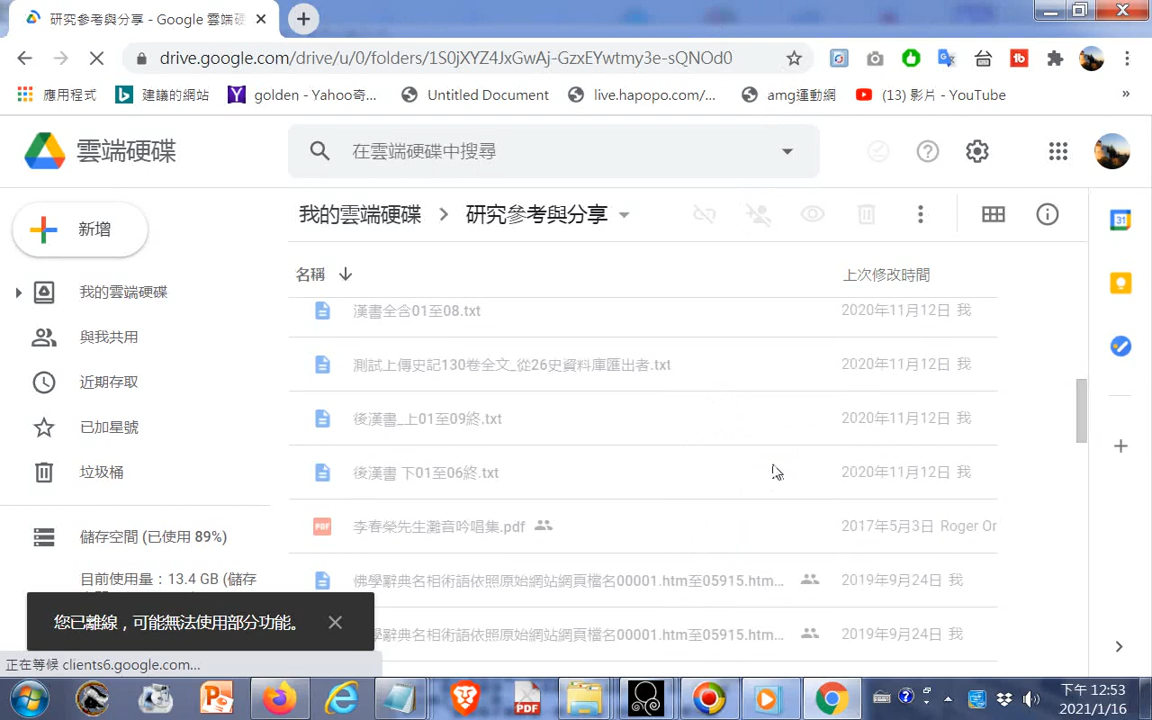 研究參考與分享 - Google 雲端硬
drive.google.com/drive/u/0/folders/1S0jXYZ4JxGwAj-GzxEYwtmy3e-sQNOd0
應用程式
建議的網站
golden - Yahoo奇...
Untitled Document
live.hapopo.com/...
amg運動網
(13) 影片 - YouTube
雲端硬碟
在雲端硬碟中搜尋
新增
我的雲端硬碟
研究參考與分享
名稱
上次修改時間
我的雲端硬碟
與我共用
近期存取
已加星號
垃圾桶
儲存空間 (已使用 89%)
目前使用量：13.4 GB (儲存
漢書全含01至08.txt 2020年11月12日 我
測試上傳史記130卷全文_從26史資料庫匯出者.txt 2020年11月12日 我
後漢書_上01至09終.txt 2020年11月12日 我
後漢書 下01至06終.txt 2020年11月12日 我
李春榮先生灘音吟唱集.pdf 2017年5月3日 Roger Or
佛學辭典名相術語依照原始網站網頁檔名00001.htm至05915.htm... 2019年9月24日 我
佛學辭典名相術語依照原始網站網頁檔名00001.htm至05915.htm... 2019年9月24日 我
您已離線，可能無法使用部分功能。
正在等候 clients6.google.com...
下午 12:53
2021/1/16